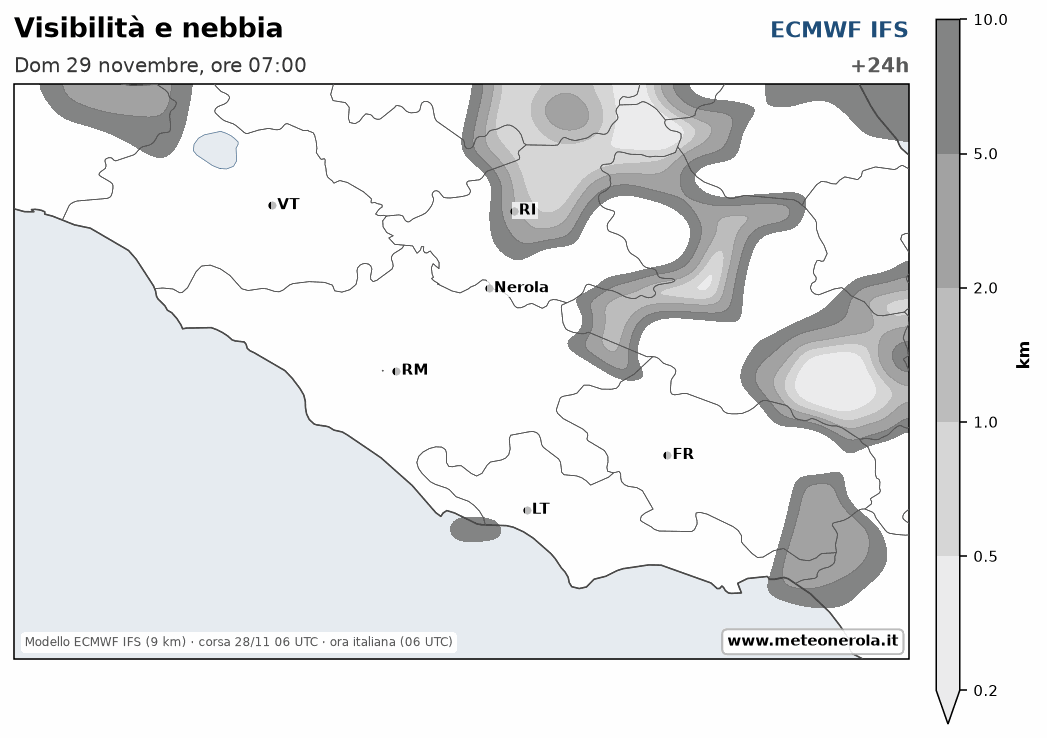 Visibilità e nebbia
ECMWF IFS
Dom 29 novembre, ore 07:00
+24h
VT
RI
Nerola
RM
FR
LT
10.0
5.0
2.0
1.0
0.5
0.2
km
Modello ECMWF IFS (9 km) · corsa 28/11 06 UTC · ora italiana (06 UTC)
www.meteonerola.it